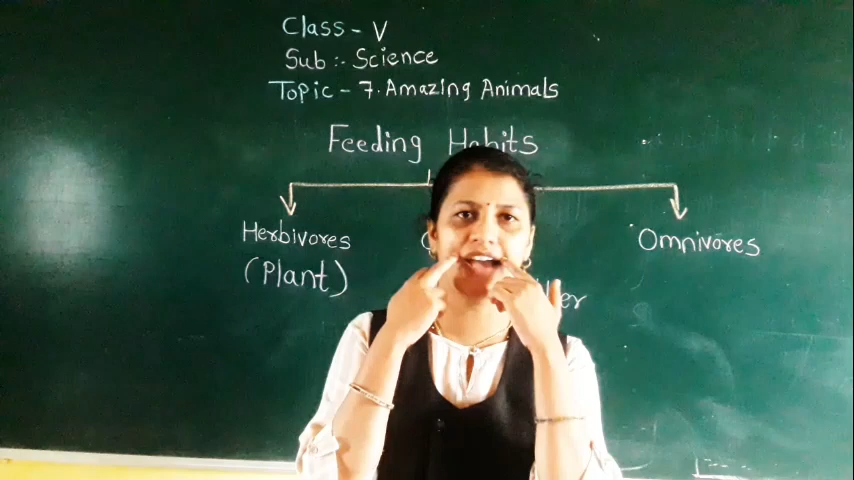 Class - V
Sub :- Science
Topic - 7. Amazing Animals
Feeding Habits
Herbivores Omnivores
(Plant)